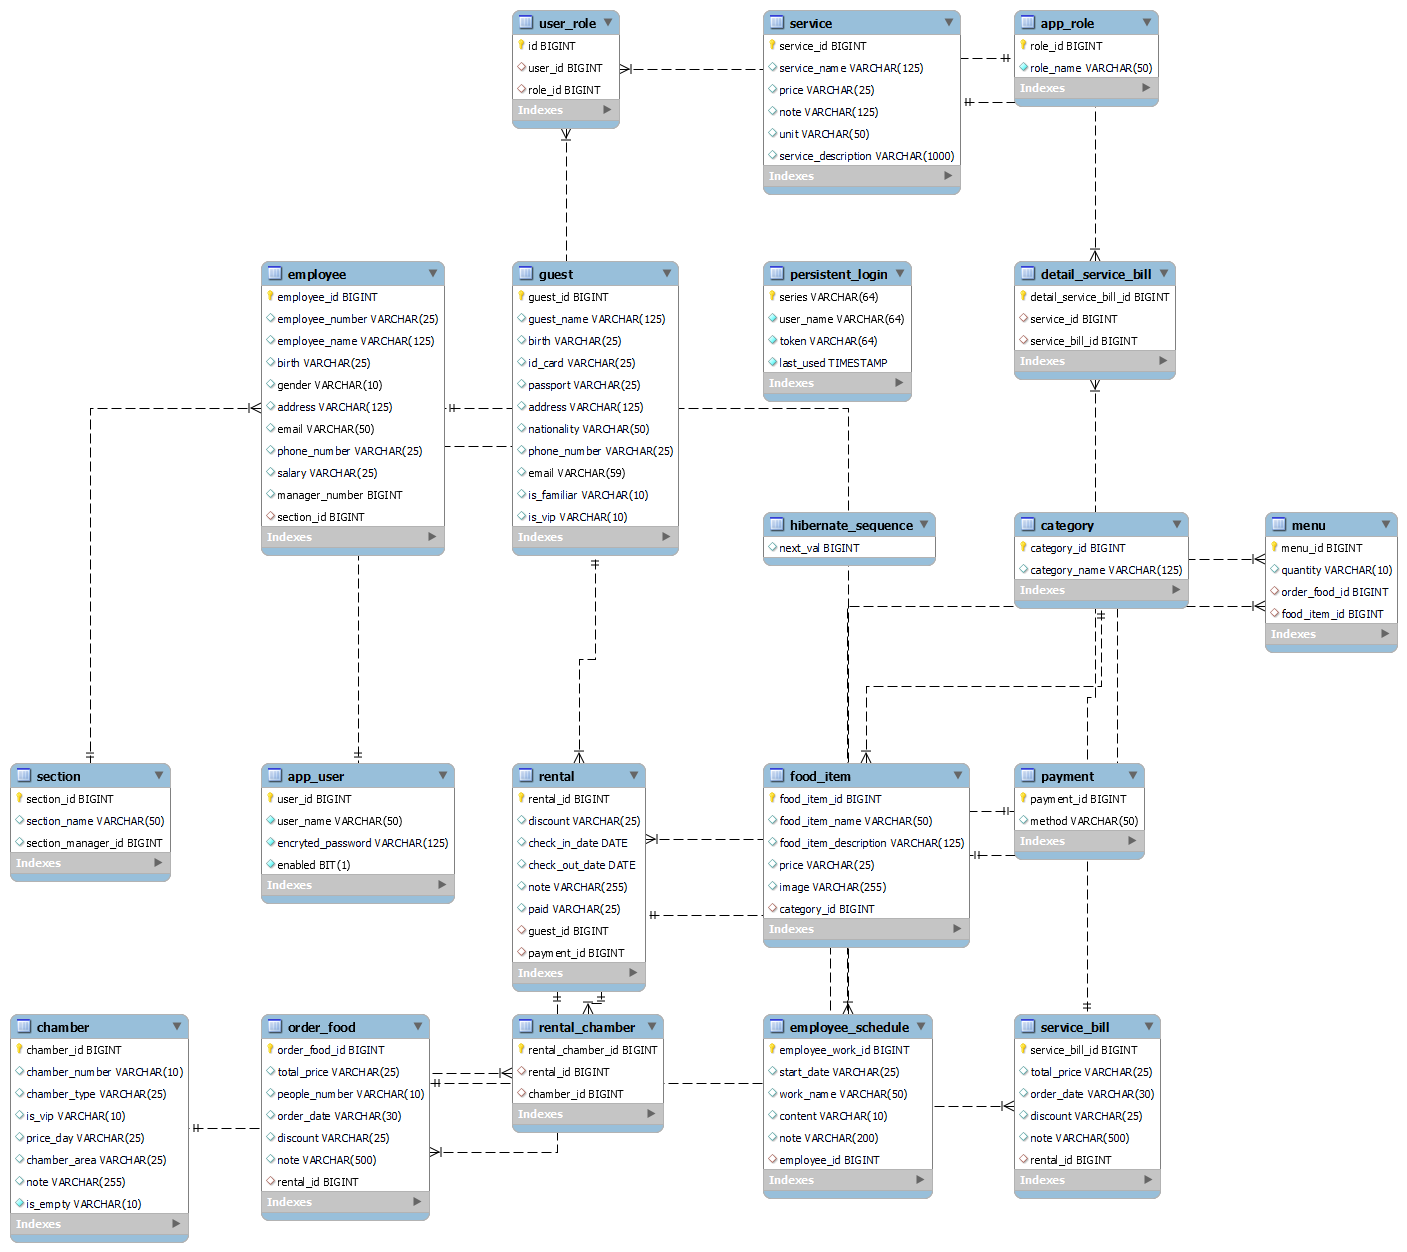 user_role
id BIGINT
user_id BIGINT
role_id BIGINT
Indexes
service
service_id BIGINT
service_name VARCHAR(125)
price VARCHAR(25)
note VARCHAR(125)
unit VARCHAR(50)
service_description VARCHAR(1000)
Indexes
app_role
role_id BIGINT
role_name VARCHAR(50)
Indexes
employee
employee_id BIGINT
employee_number VARCHAR(25)
employee_name VARCHAR(125)
birth VARCHAR(25)
gender VARCHAR(10)
address VARCHAR(125)
email VARCHAR(50)
phone_number VARCHAR(25)
salary VARCHAR(25)
manager_number BIGINT
section_id BIGINT
Indexes
guest
guest_id BIGINT
guest_name VARCHAR(125)
birth VARCHAR(25)
id_card VARCHAR(25)
passport VARCHAR(25)
address VARCHAR(125)
nationality VARCHAR(50)
phone_number VARCHAR(25)
email VARCHAR(59)
is_familiar VARCHAR(10)
is_vip VARCHAR(10)
Indexes
persistent_login
series VARCHAR(64)
user_name VARCHAR(64)
token VARCHAR(64)
last_used TIMESTAMP
Indexes
detail_service_bill
detail_service_bill_id BIGINT
service_id BIGINT
service_bill_id BIGINT
Indexes
hibernate_sequence
next_val BIGINT
category
category_id BIGINT
category_name VARCHAR(125)
Indexes
menu
menu_id BIGINT
quantity VARCHAR(10)
order_food_id BIGINT
food_item_id BIGINT
Indexes
section
section_id BIGINT
section_name VARCHAR(50)
section_manager_id BIGINT
Indexes
app_user
user_id BIGINT
user_name VARCHAR(50)
encryted_password VARCHAR(125)
enabled BIT(1)
Indexes
rental
rental_id BIGINT
discount VARCHAR(25)
check_in_date DATE
check_out_date DATE
note VARCHAR(255)
paid VARCHAR(25)
guest_id BIGINT
payment_id BIGINT
Indexes
food_item
food_item_id BIGINT
food_item_name VARCHAR(50)
food_item_description VARCHAR(125)
price VARCHAR(25)
image VARCHAR(255)
category_id BIGINT
Indexes
payment
payment_id BIGINT
method VARCHAR(50)
Indexes
chamber
chamber_id BIGINT
chamber_number VARCHAR(10)
chamber_type VARCHAR(25)
is_vip VARCHAR(10)
price_day VARCHAR(25)
chamber_area VARCHAR(25)
note VARCHAR(255)
is_empty VARCHAR(10)
Indexes
order_food
order_food_id BIGINT
total_price VARCHAR(25)
people_number VARCHAR(10)
order_date VARCHAR(30)
discount VARCHAR(25)
note VARCHAR(500)
rental_id BIGINT
Indexes
rental_chamber
rental_chamber_id BIGINT
rental_id BIGINT
chamber_id BIGINT
Indexes
employee_schedule
employee_work_id BIGINT
start_date VARCHAR(25)
work_name VARCHAR(50)
content VARCHAR(10)
note VARCHAR(200)
employee_id BIGINT
Indexes
service_bill
service_bill_id BIGINT
total_price VARCHAR(25)
order_date VARCHAR(30)
discount VARCHAR(25)
note VARCHAR(500)
rental_id BIGINT
Indexes